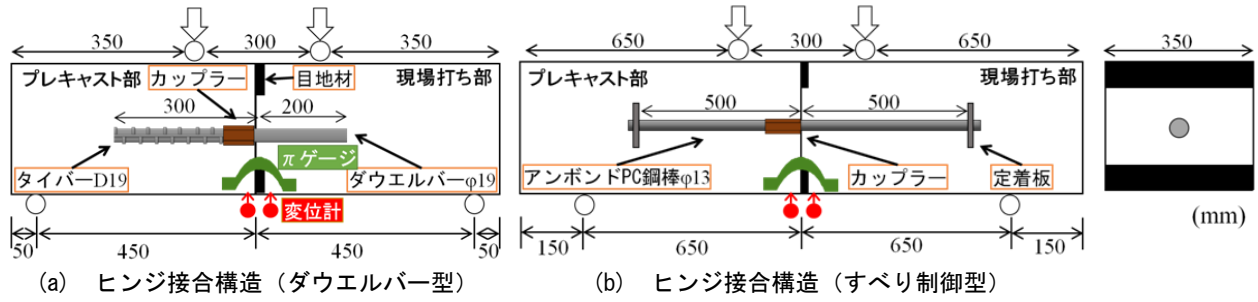 350 300 350
プレキャスト部 カップラー 目地材 現場打ち部
300 200
πゲージ
タイバーD19 ダウエルバーφ19
変位計
50 450 450 50
(a) ヒンジ接合構造（ダウエルバー型）
650 300 650
プレキャスト部 現場打ち部
500 500
アンボンドPC鋼棒φ13 カップラー 定着板
150 650 650 150
(b) ヒンジ接合構造（すべり制御型）
350
(mm)